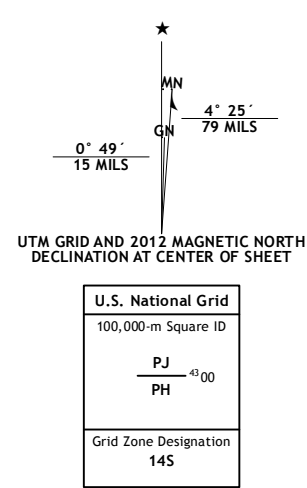 ★
MN
4° 25´
79 MILS
GN
0° 49´
15 MILS
UTM GRID AND 2012 MAGNETIC NORTH
DECLINATION AT CENTER OF SHEET
U.S. National Grid
100,000-m Square ID
PJ
4300
PH
Grid Zone Designation
14S